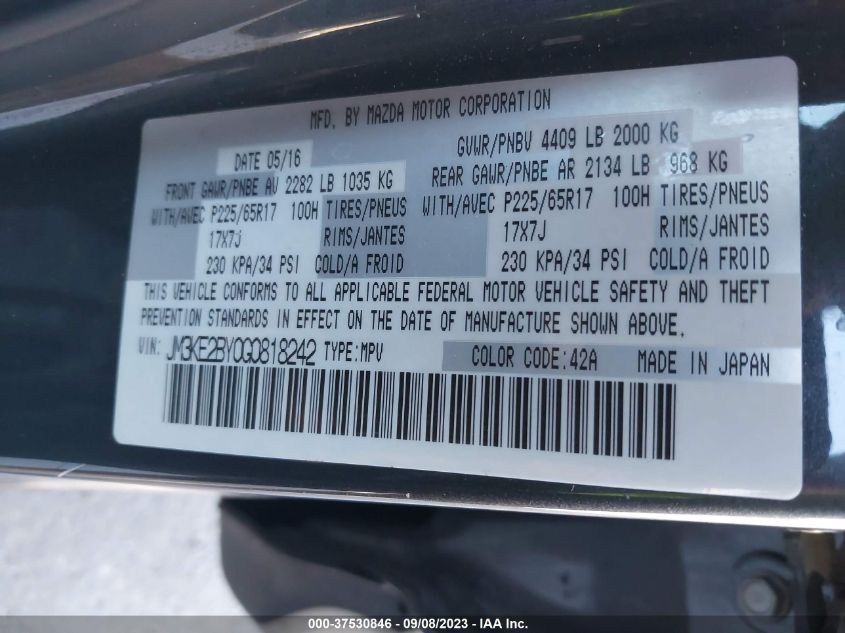 MFD. BY MAZDA MOTOR CORPORATION
DATE 05/16 GVWR/PNBV 4409 LB 2000 KG
FRONT GAWR/PNBE AV 2282 LB 1035 KG REAR GAWR/PNBE AR 2134 LB 968 KG
WITH/AVEC P225/65R17 100H TIRES/PNEUS WITH/AVEC P225/65R17 100H TIRES/PNEUS
17X7J RIMS/JANTES 17X7J RIMS/JANTES
230 KPA/34 PSI COLD/A FROID 230 KPA/34 PSI COLD/A FROID
THIS VEHICLE CONFORMS TO ALL APPLICABLE FEDERAL MOTOR VEHICLE SAFETY AND THEFT
PREVENTION STANDARDS IN EFFECT ON THE DATE OF MANUFACTURE SHOWN ABOVE.
VIN: JM3KE2BY0G0818242 TYPE:MPV COLOR CODE:42A MADE IN JAPAN
000-37530846 - 09/08/2023 - IAA Inc.